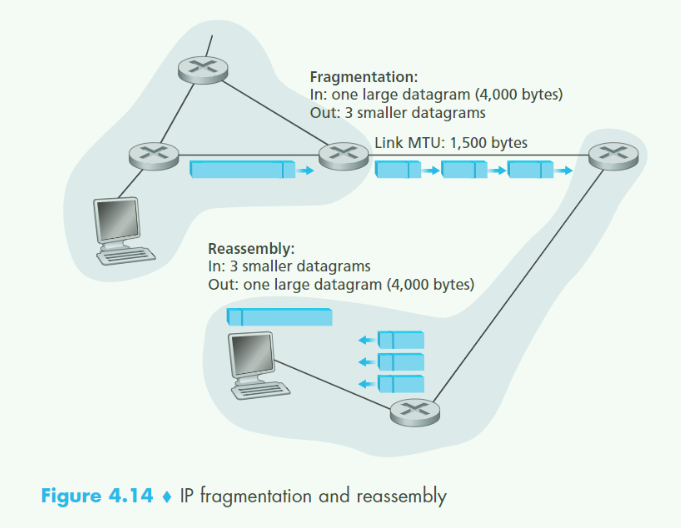 Fragmentation:
In: one large datagram (4,000 bytes)
Out: 3 smaller datagrams
Link MTU: 1,500 bytes
Reassembly:
In: 3 smaller datagrams
Out: one large datagram (4,000 bytes)
Figure 4.14 ♦ IP fragmentation and reassembly